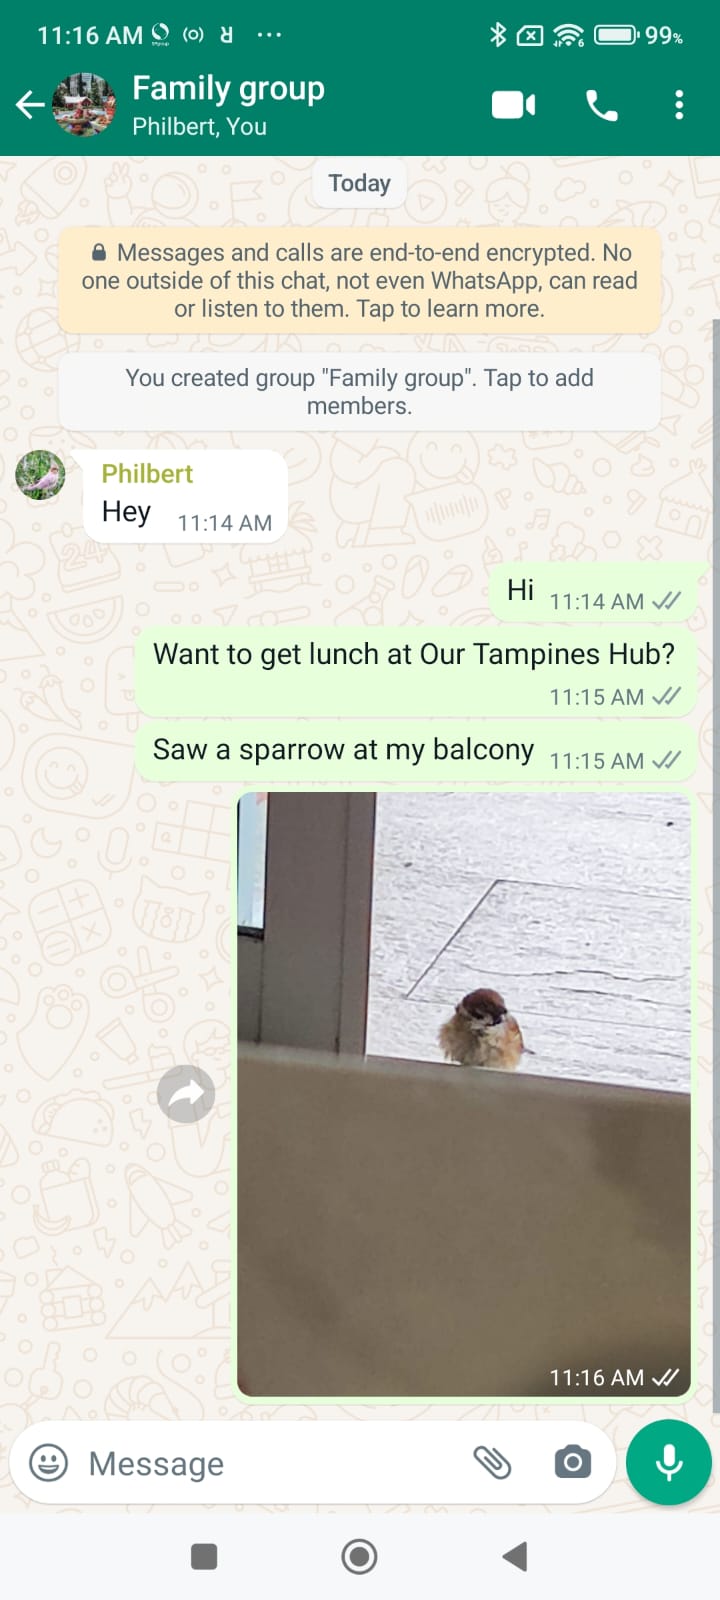 11:16 AM
99%
Family group
Philbert, You
Today
Messages and calls are end-to-end encrypted. No
one outside of this chat, not even WhatsApp, can read
or listen to them. Tap to learn more.
You created group "Family group". Tap to add
members.
Philbert
Hey 11:14 AM
Hi 11:14 AM
Want to get lunch at Our Tampines Hub?
11:15 AM
Saw a sparrow at my balcony 11:15 AM
11:16 AM
Message